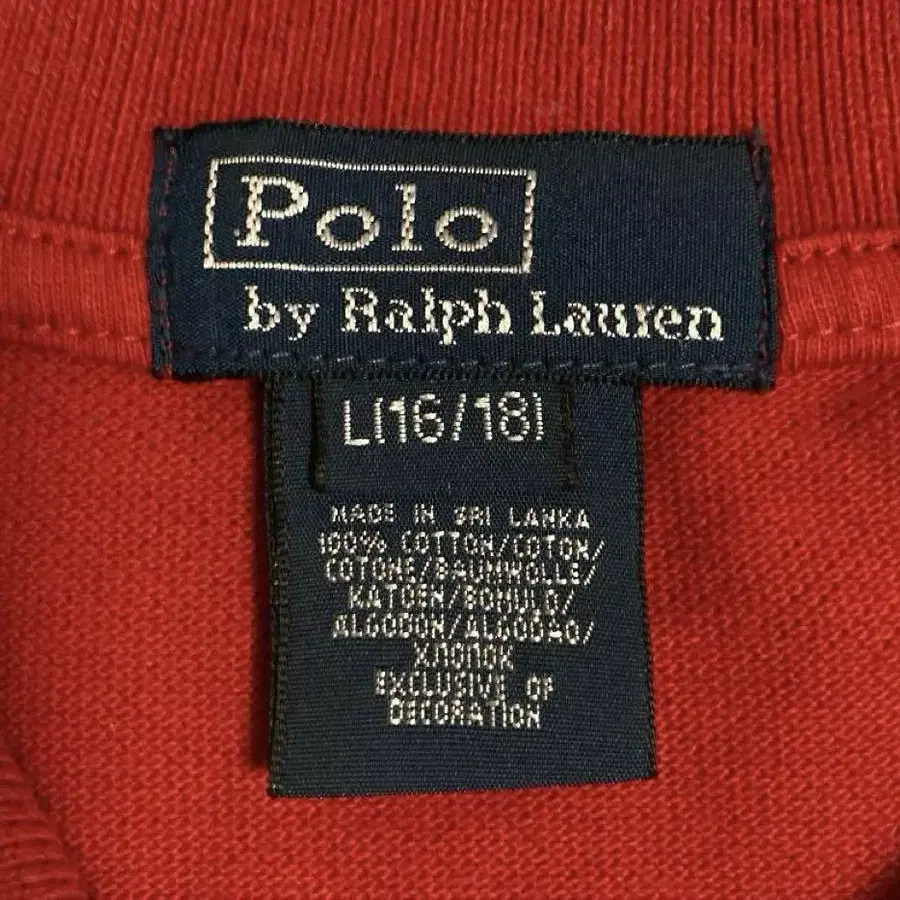 Polo
by Ralph Lauren
L(16/18)
MADE IN SRI LANKA
100% COTTON/COTON/
COTONE/BAUMWOLLE/
KATOEN/BOMULD/
ALGODON/ALGODAO/
ХЛОПОК
EXCLUSIVE OF
DECORATION